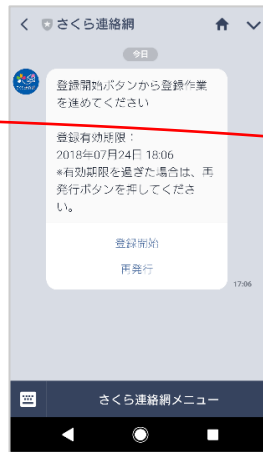 さくら連絡網
今日
登録開始ボタンから登録作業
を進めてください
登録有効期限：
2018年07月24日 18:06
*有効期限を過ぎた場合は、再
発行ボタンを押してくださ
い。
登録開始
再発行
17:06
さくら連絡網メニュー